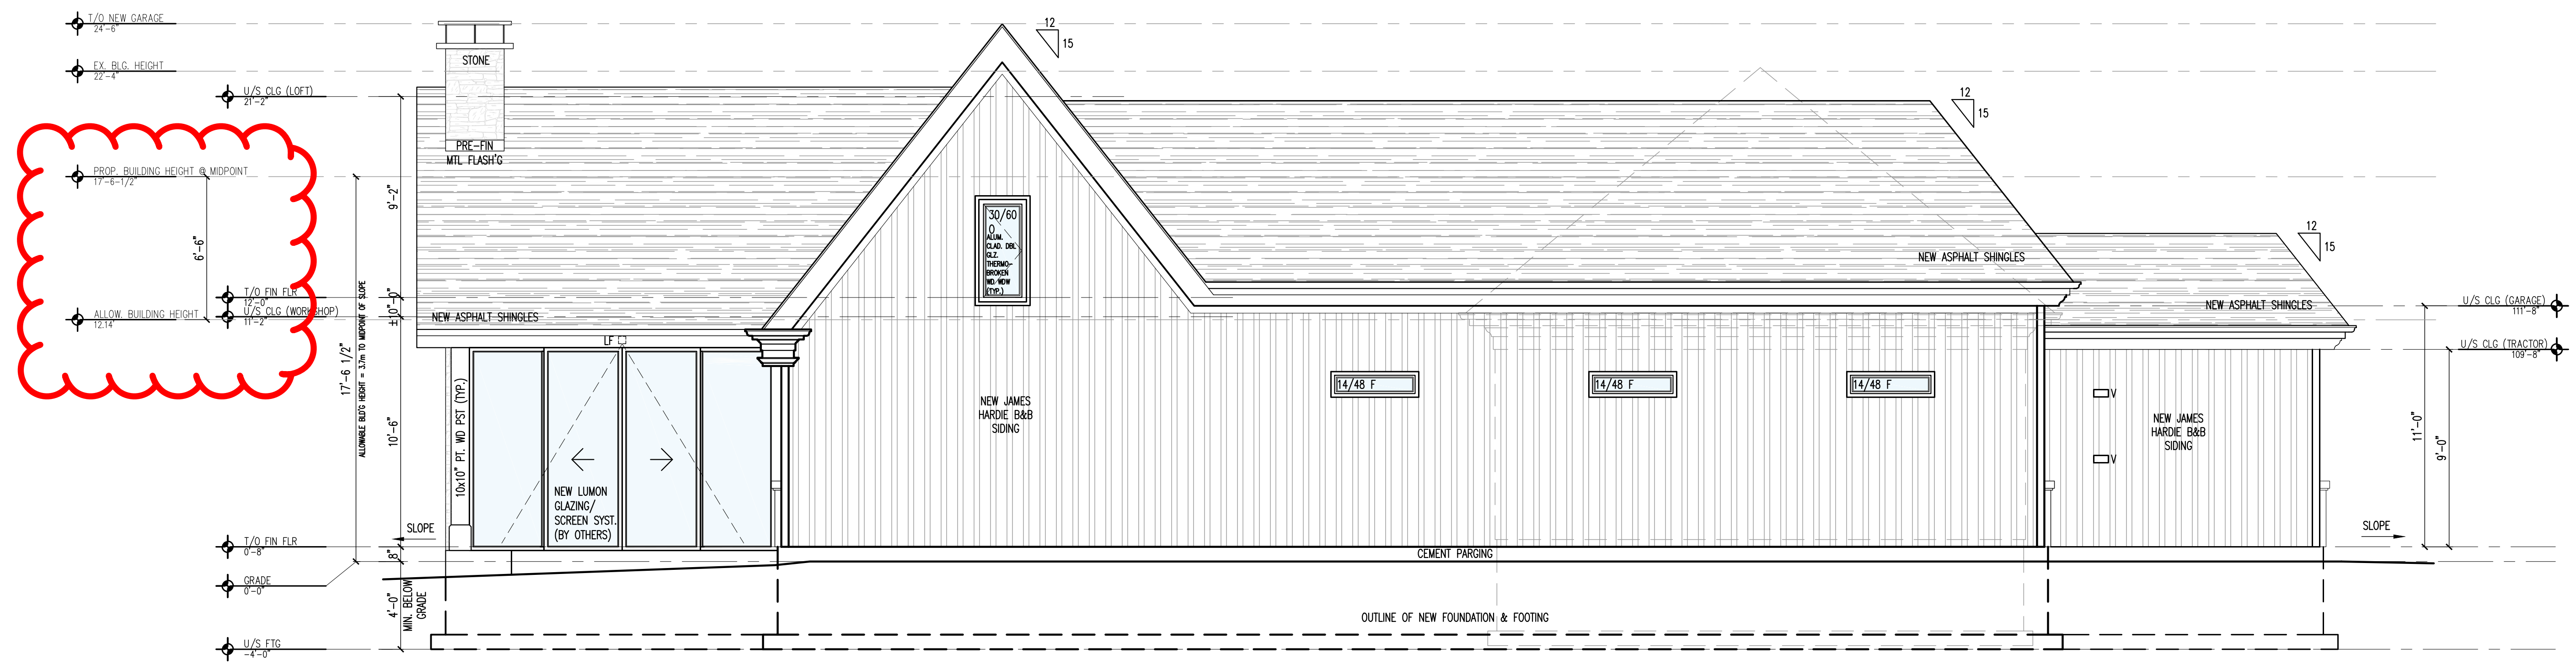 T/O NEW GARAGE
24'-6"
EX. BLG. HEIGHT
22'-4"
U/S CLG (LOFT)
21'-2"
PROP. BUILDING HEIGHT @ MIDPOINT
17'-6-1/2"
6'-6"
T/O FIN FLR
12'-0"
U/S CLG (WORKSHOP)
11'-2"
ALLOW. BUILDING HEIGHT
12.14'
T/O FIN FLR
0'-8"
GRADE
0'-0"
U/S FTG
-4'-0"
17'-6 1/2"
ALLOWABLE BLD'G HEIGHT = 3.7m TO MIDPOINT OF SLOPE
9'-2"
±10"-0"
10'-6"
8"
4'-0"
MIN. BELOW
GRADE
SLOPE
STONE
PRE-FIN
MTL FLASH'G
NEW ASPHALT SHINGLES
LF
10x10" PT. WD PST (TYP.)
NEW LUMON
GLAZING/
SCREEN SYST.
(BY OTHERS)
12
15
30/60
O
ALUM.
CLAD. DBL
GLZ.
THERMO-
BROKEN
WD WDW
(TYP.)
NEW JAMES
HARDIE B&B
SIDING
14/48 F
14/48 F
14/48 F
CEMENT PARGING
OUTLINE OF NEW FOUNDATION & FOOTING
12
15
NEW ASPHALT SHINGLES
12
15
NEW ASPHALT SHINGLES
V
V
NEW JAMES
HARDIE B&B
SIDING
SLOPE
11'-0"
9'-0"
U/S CLG (GARAGE)
111'-8"
U/S CLG (TRACTOR)
109'-8"